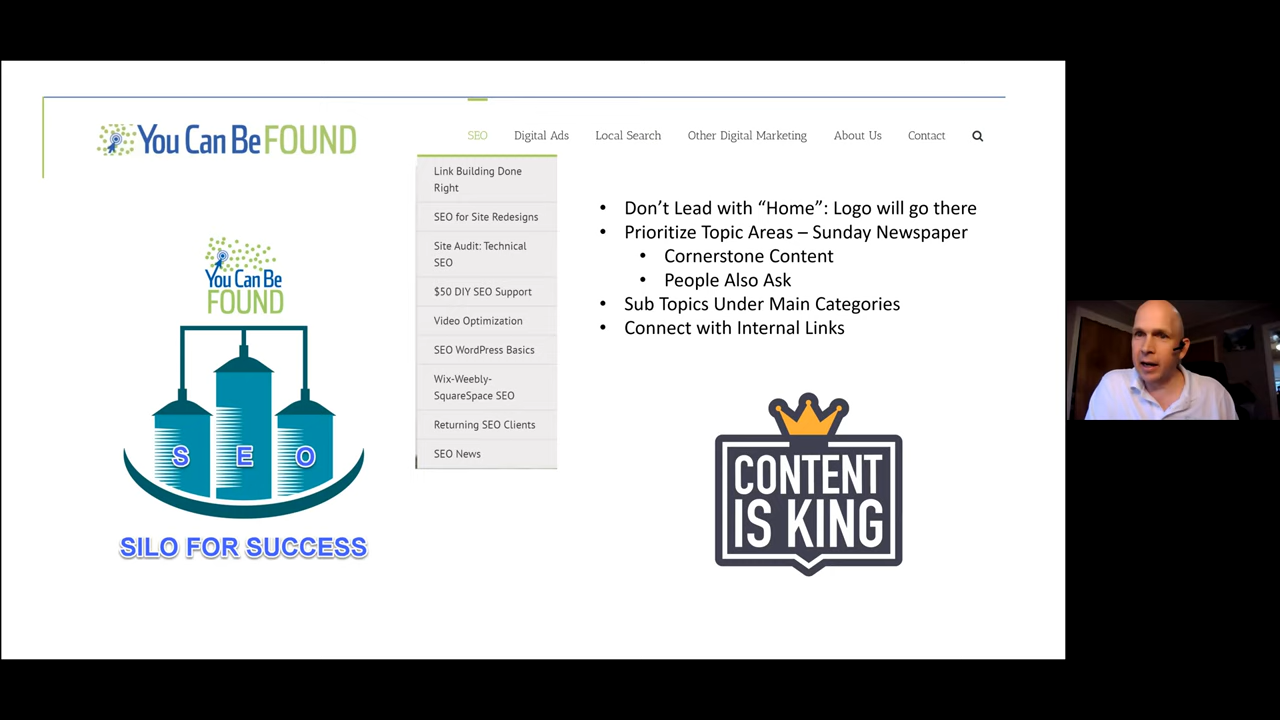 You Can Be FOUND
SEO
Digital Ads
Local Search
Other Digital Marketing
About Us
Contact
Link Building Done
Right
SEO for Site Redesigns
Site Audit: Technical
SEO
$50 DIY SEO Support
Video Optimization
SEO WordPress Basics
Wix-Weebly-
SquareSpace SEO
Returning SEO Clients
SEO News
• Don’t Lead with “Home”: Logo will go there
• Prioritize Topic Areas – Sunday Newspaper
• Cornerstone Content
• People Also Ask
• Sub Topics Under Main Categories
• Connect with Internal Links
You Can Be
FOUND
S E O
SILO FOR SUCCESS
CONTENT
IS KING